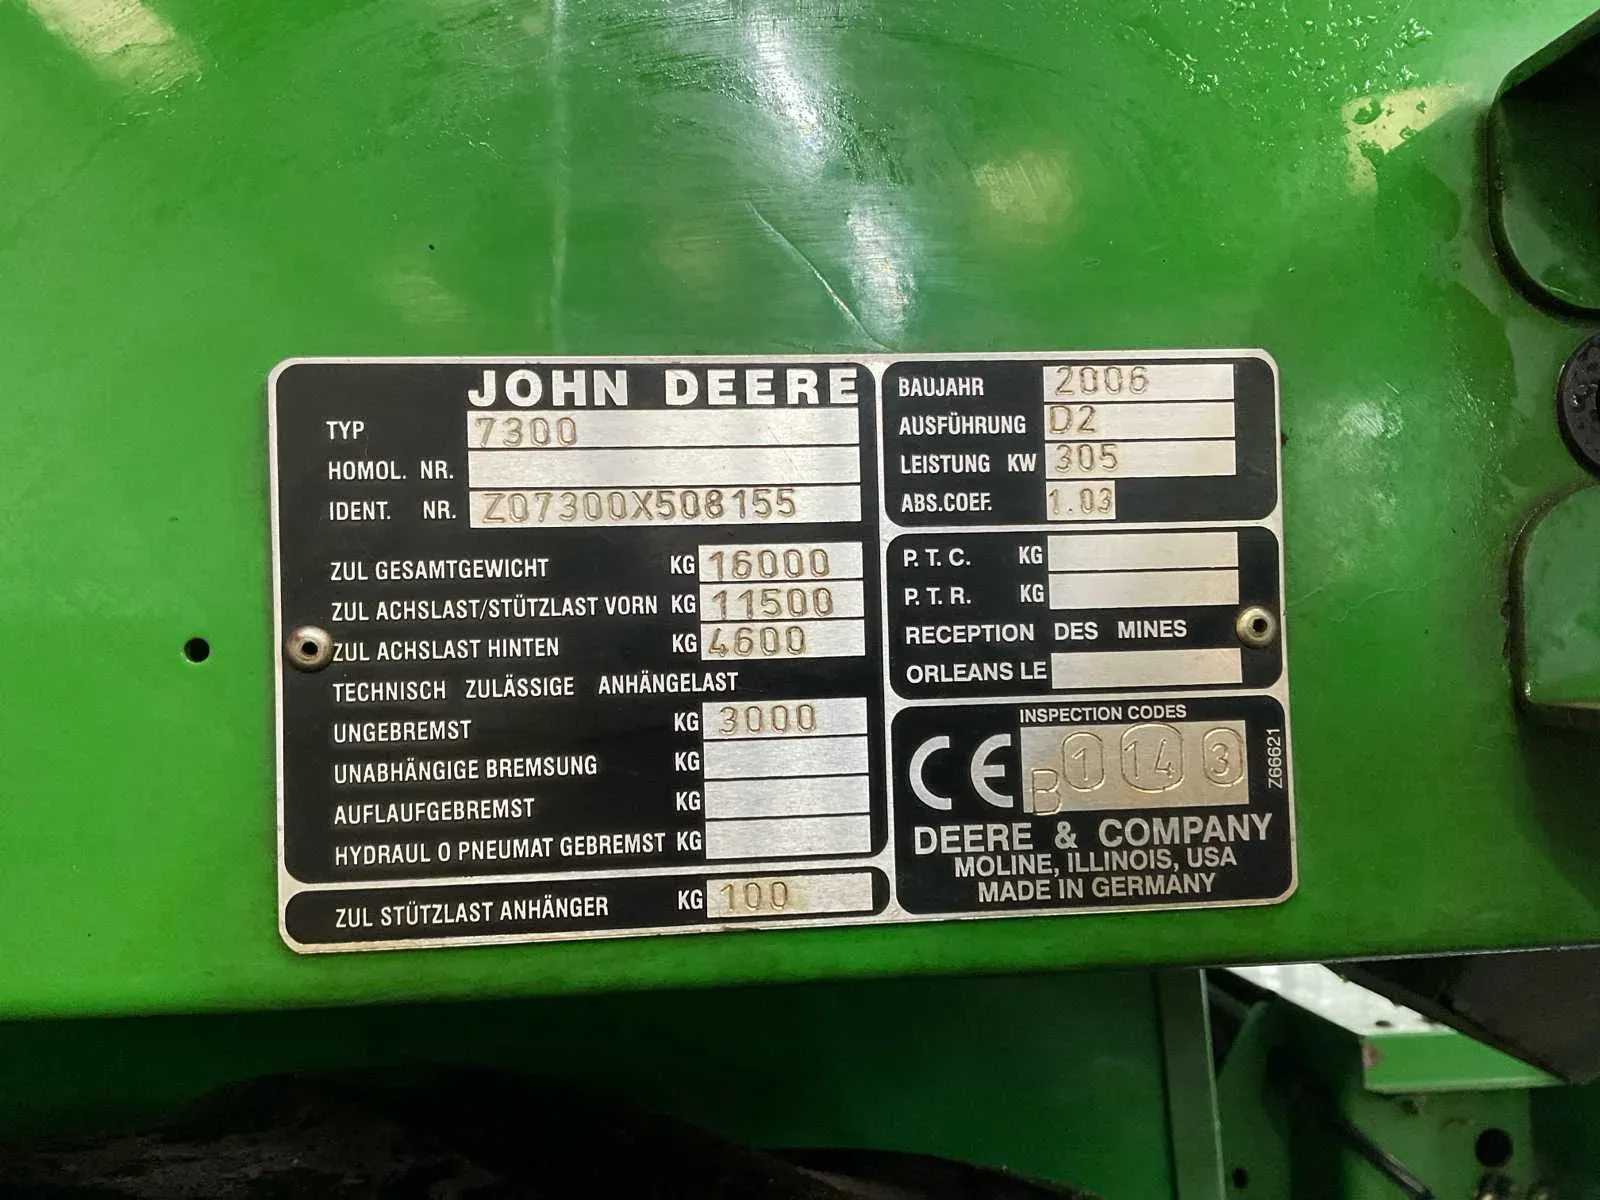 JOHN DEERE
TYP 7300
HOMOL. NR.
IDENT. NR. Z07300X508155
ZUL GESAMTGEWICHT KG 16000
ZUL ACHSLAST/STÜTZLAST VORN KG 11500
ZUL ACHSLAST HINTEN KG 4600
TECHNISCH ZULÄSSIGE ANHÄNGELAST
UNGEBREMST KG 3000
UNABHÄNGIGE BREMSUNG KG
AUFLAUFGEBREMST KG
HYDRAUL O PNEUMAT GEBREMST KG
ZUL STÜTZLAST ANHÄNGER KG 100
BAUJAHR 2006
AUSFÜHRUNG D2
LEISTUNG KW 305
ABS.COEF. 1.03
P. T. C. KG
P. T. R. KG
RECEPTION DES MINES
ORLEANS LE
INSPECTION CODES
CE B 1 14 3
Z66621
DEERE & COMPANY
MOLINE, ILLINOIS, USA
MADE IN GERMANY